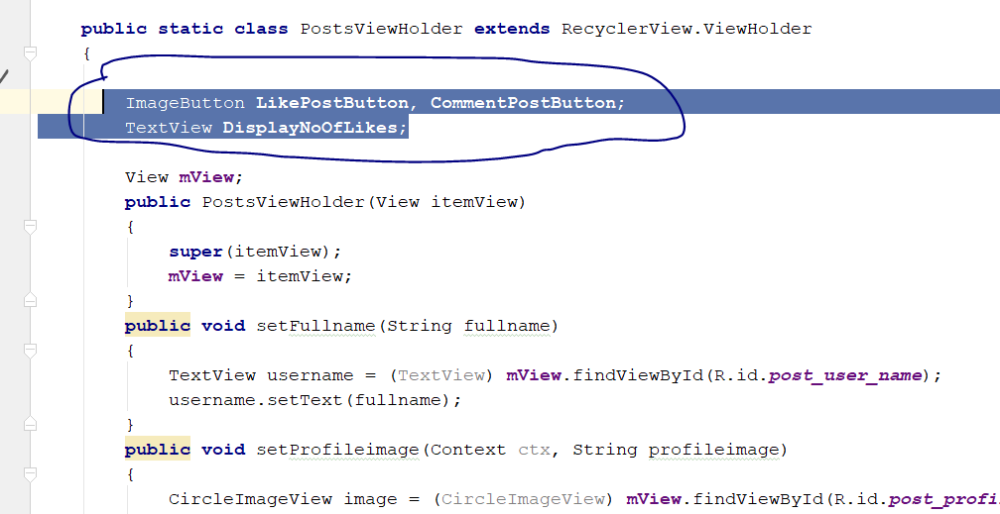 public static class PostsViewHolder extends RecyclerView.ViewHolder
{
ImageButton LikePostButton, CommentPostButton;
TextView DisplayNoOfLikes;
View mView;
public PostsViewHolder(View itemView)
{
super(itemView);
mView = itemView;
}
public void setFullname(String fullname)
{
TextView username = (TextView) mView.findViewById(R.id.post_user_name);
username.setText(fullname);
}
public void setProfileimage(Context ctx, String profileimage)
{
CircleImageView image = (CircleImageView) mView.findViewById(R.id.post_profi